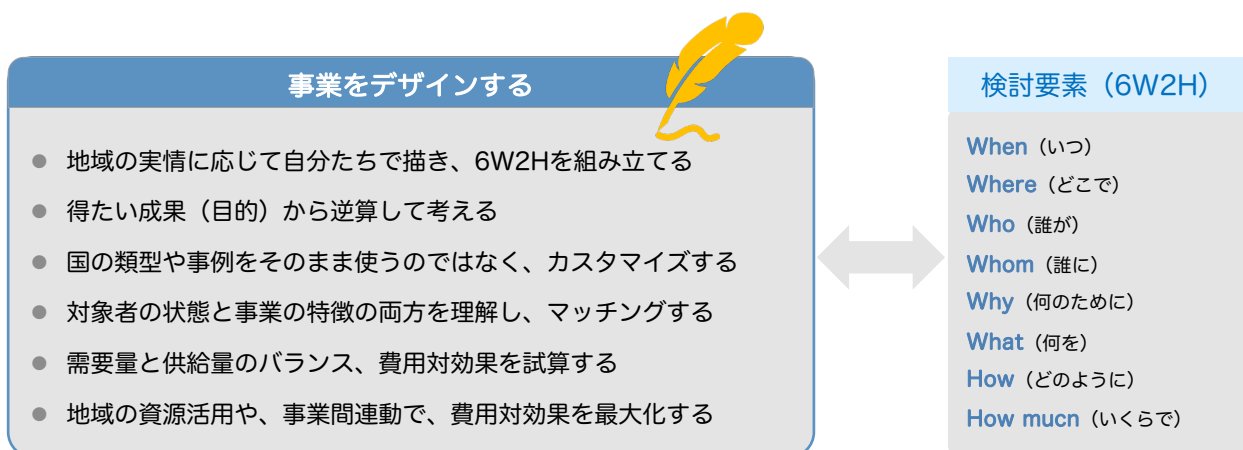 事業をデザインする
● 地域の実情に応じて自分たちで描き、6W2Hを組み立てる
● 得たい成果（目的）から逆算して考える
● 国の類型や事例をそのまま使うのではなく、カスタマイズする
● 対象者の状態と事業の特徴の両方を理解し、マッチングする
● 需要量と供給量のバランス、費用対効果を試算する
● 地域の資源活用や、事業間連動で、費用対効果を最大化する
検討要素（6W2H）
When（いつ）
Where（どこで）
Who（誰が）
Whom（誰に）
Why（何のために）
What（何を）
How（どのように）
How mucn（いくらで）